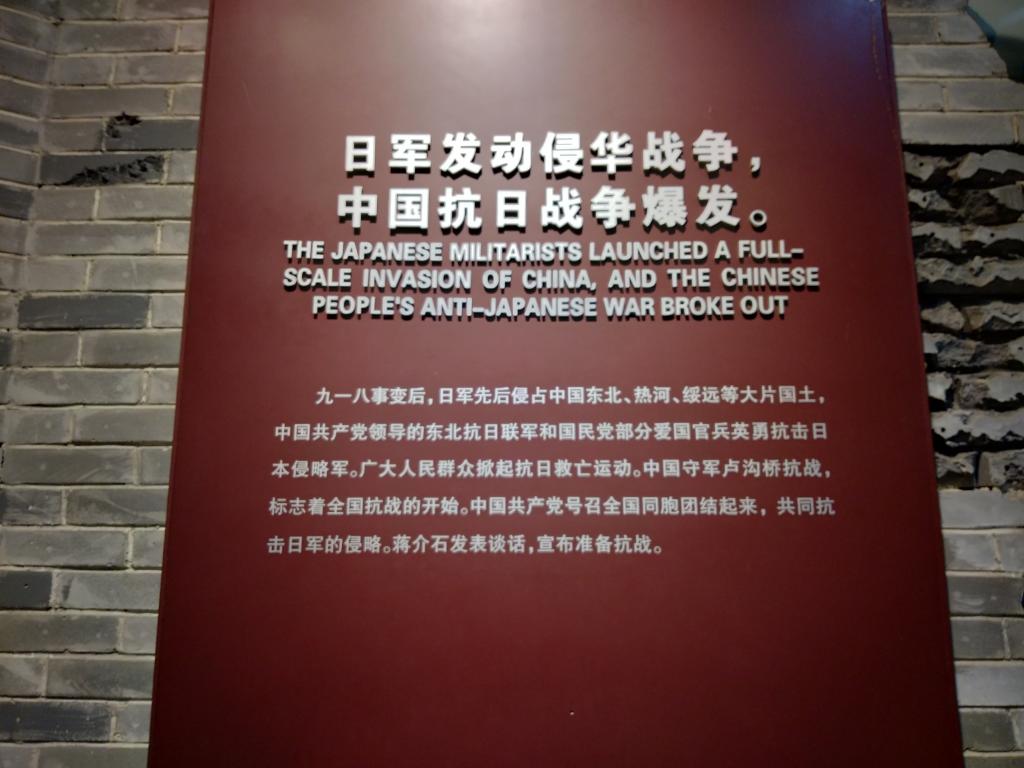 日军发动侵华战争，
中国抗日战争爆发。
THE JAPANESE MILITARISTS LAUNCHED A FULL-
SCALE INVASION OF CHINA, AND THE CHINESE
PEOPLE'S ANTI-JAPANESE WAR BROKE OUT
九一八事变后，日军先后侵占中国东北、热河、绥远等大片国土，
中国共产党领导的东北抗日联军和国民党部分爱国官兵英勇抗击日
本侵略军。广大人民群众掀起抗日救亡运动。中国守军卢沟桥抗战，
标志着全国抗战的开始。中国共产党号召全国同胞团结起来，共同抗
击日军的侵略。蒋介石发表谈话，宣布准备抗战。